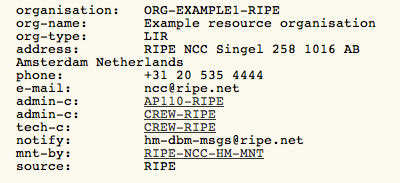 organisation: ORG-EXAMPLE1-RIPE
org-name: Example resource organisation
org-type: LIR
address: RIPE NCC Singel 258 1016 AB
Amsterdam Netherlands
phone: +31 20 535 4444
e-mail: ncc@ripe.net
admin-c: AP110-RIPE
admin-c: CREW-RIPE
tech-c: CREW-RIPE
notify: hm-dbm-msgs@ripe.net
mnt-by: RIPE-NCC-HM-MNT
source: RIPE